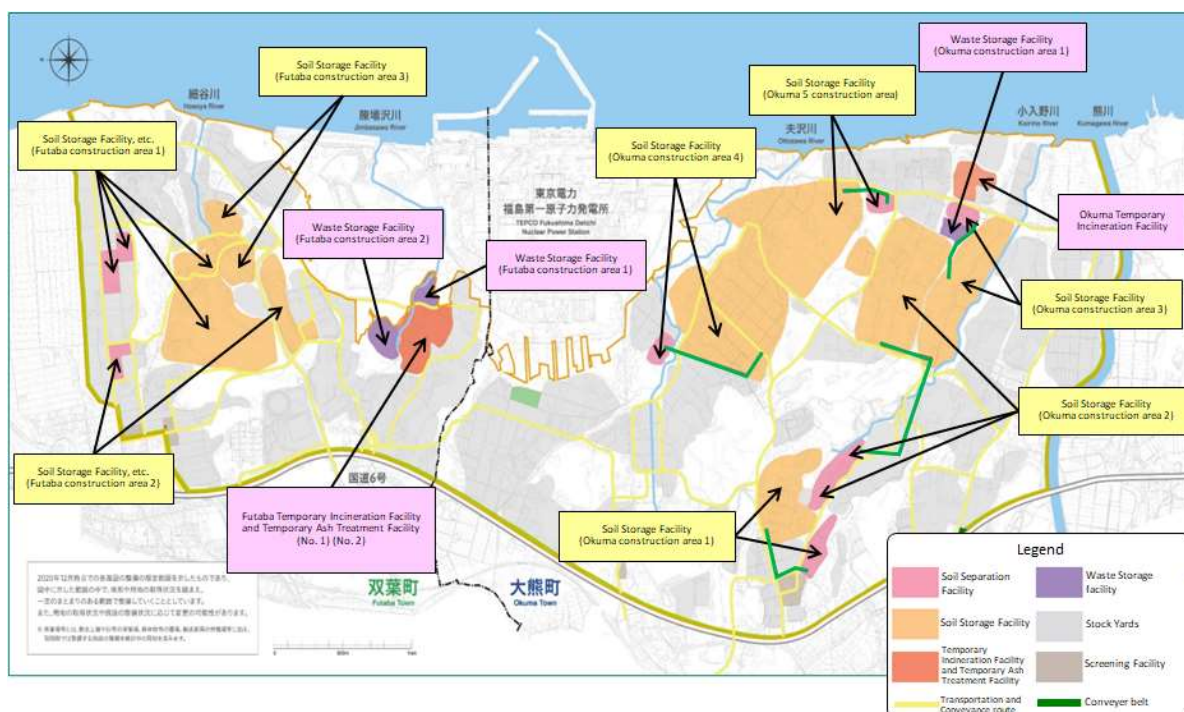 Waste Storage Facility
(Okuma construction area 1)
Soil Storage Facility
(Futaba construction area 3)
Soil Storage Facility
(Okuma 5 construction area)
細谷川
陳場沢川
夫沢川
Ottozawa River
小入野川
熊川
Kumagawa River
Soil Storage Facility, etc.
(Futaba construction area 1)
Soil Storage Facility
(Okuma construction area 4)
東京電力
福島第一原子力発電所
TEPCO Fukushima Daiichi
Nuclear Power Station
Okuma Temporary
Incineration Facility
Waste Storage Facility
(Futaba construction area 2)
Waste Storage Facility
(Futaba construction area 1)
Soil Storage Facility
(Okuma construction area 3)
Soil Storage Facility
(Okuma construction area 2)
Soil Storage Facility, etc.
(Futaba construction area 2)
国道6号
Futaba Temporary Incineration Facility
and Temporary Ash Treatment Facility
(No. 1) (No. 2)
Soil Storage Facility
(Okuma construction area 1)
双葉町
Futaba Town
大熊町
Okuma Town
Legend
Soil Separation
Facility
Waste Storage
facility
Soil Storage Facility
Stock Yards
Temporary
Incineration Facility
and Temporary Ash
Treatment Facility
Screening Facility
Transportation and
Conveyance route
Conveyer belt